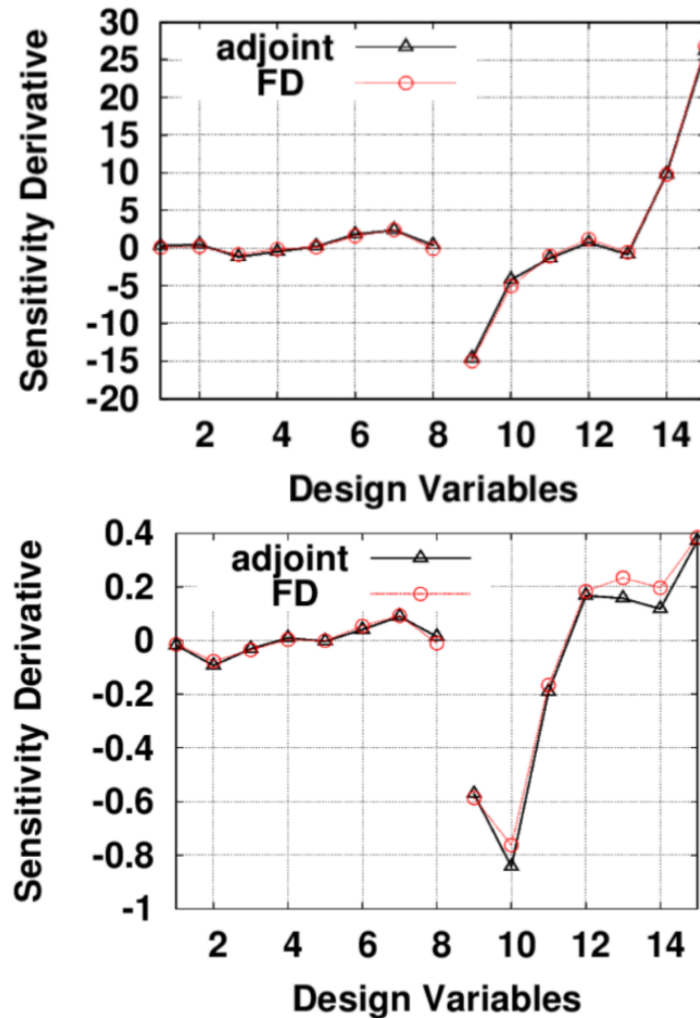 30
25
20
15
10
5
0
-5
-10
-15
-20
Sensitivity Derivative
adjoint
FD
2 4 6 8 10 12 14
Design Variables
0.4
0.2
0
-0.2
-0.4
-0.6
-0.8
-1
Sensitivity Derivative
adjoint
FD
2 4 6 8 10 12 14
Design Variables